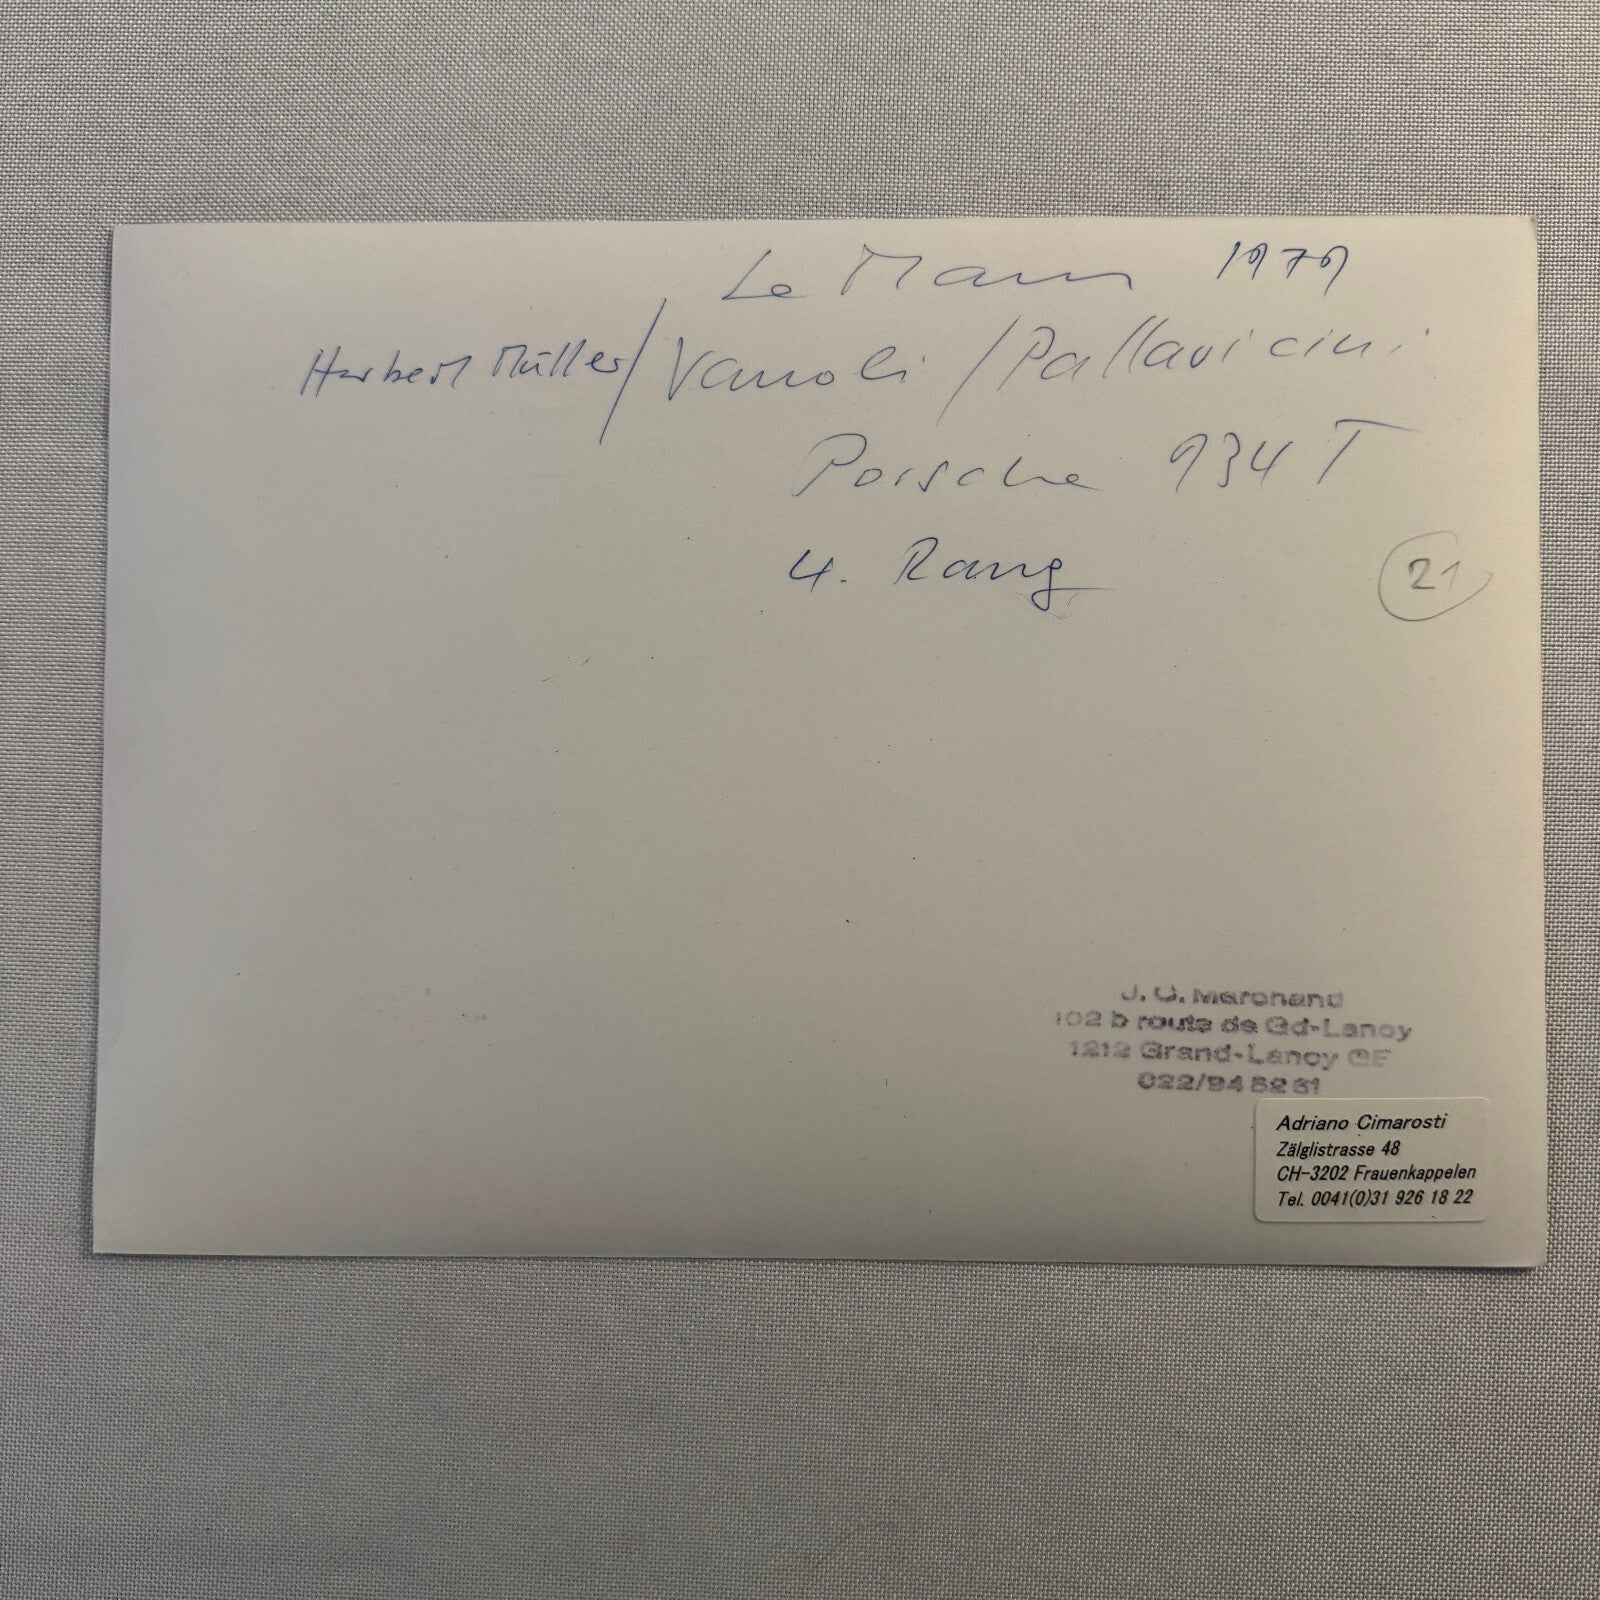 Le Mans 1979
Herbert Müller/Vanoli/Pallavicini
Porsche 934 T
4. Rang
21
J. C. Marchand
102 b route de Gd-Lancy
1212 Grand-Lancy GE
022/94 82 61
Adriano Cimarosti
Zälglistrasse 48
CH-3202 Frauenkappelen
Tel. 0041(0)31 926 18 22